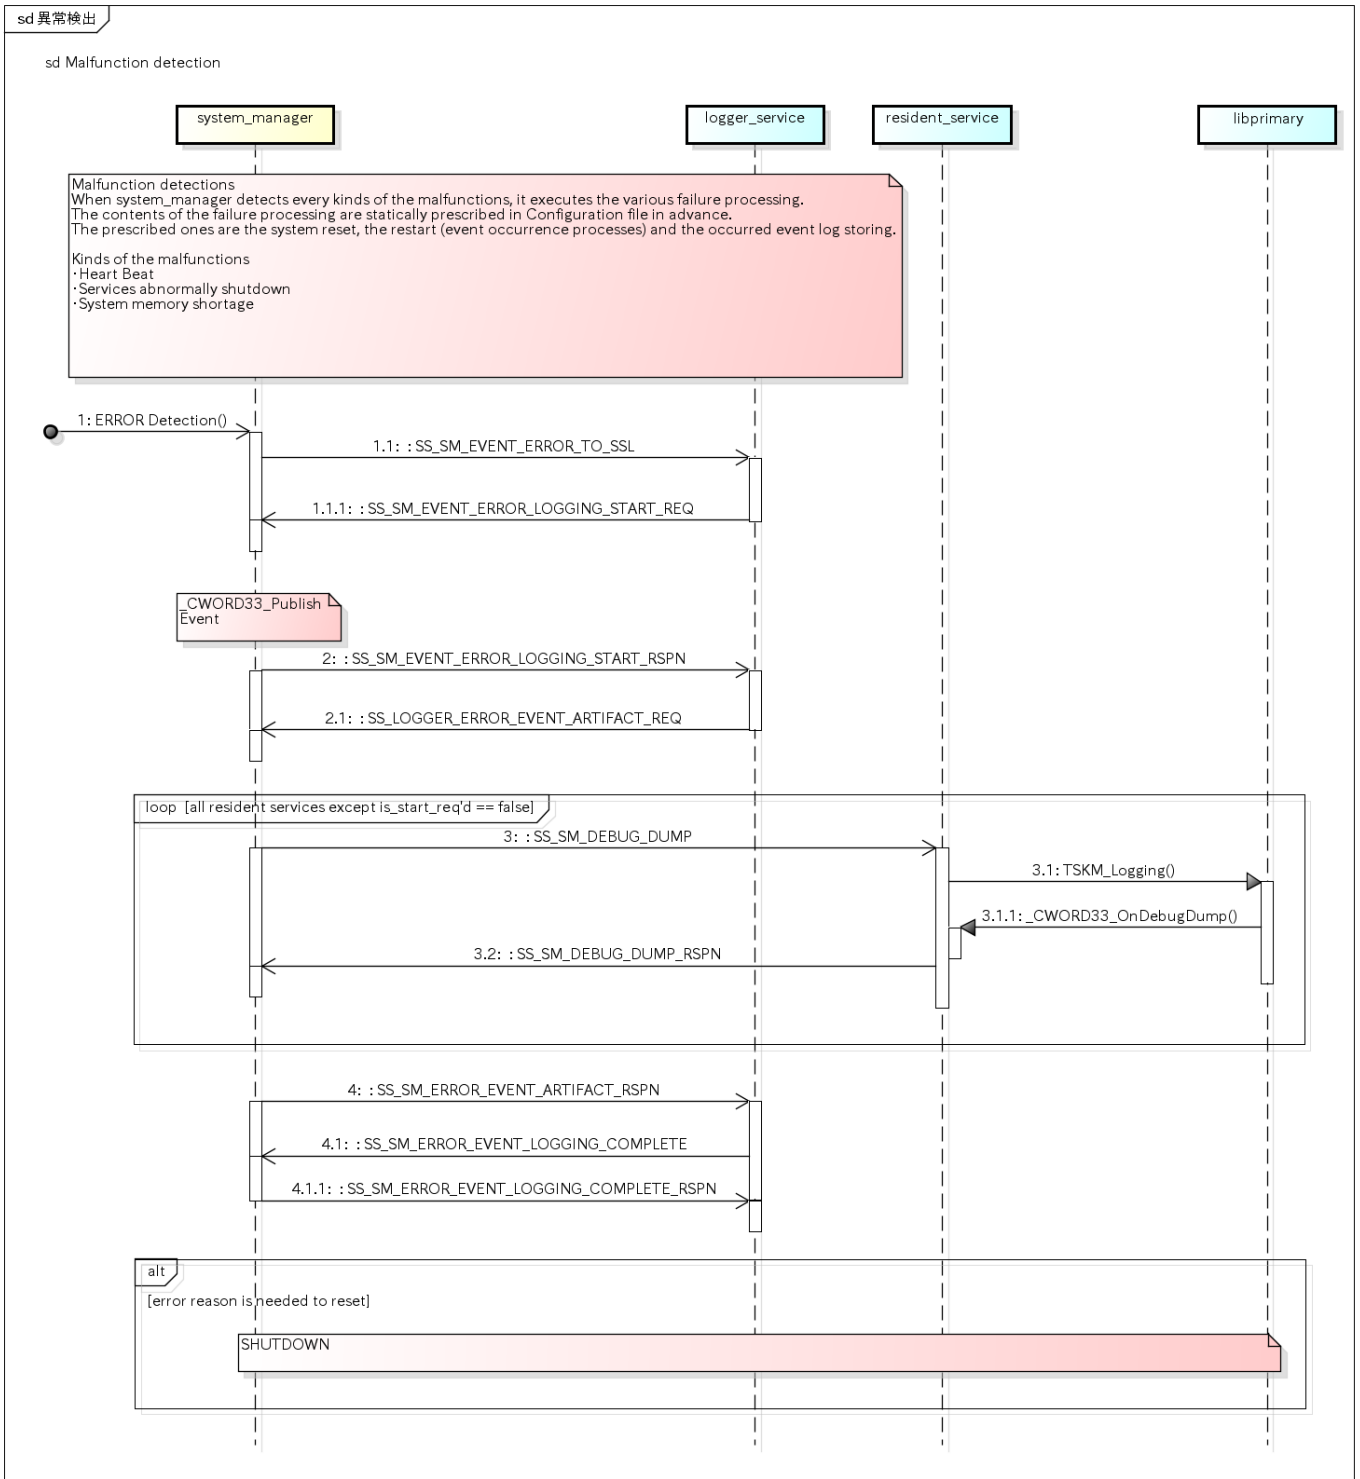 sd 異常検出
sd Malfunction detection
system_manager
logger_service
resident_service
libprimary
Malfunction detections
When system_manager detects every kinds of the malfunctions, it executes the various failure processing.
The contents of the failure processing are statically prescribed in Configuration file in advance.
The prescribed ones are the system reset, the restart (event occurrence processes) and the occurred event log storing.
Kinds of the malfunctions
・Heart Beat
・Services abnormally shutdown
・System memory shortage
1: ERROR Detection()
1.1: : SS_SM_EVENT_ERROR_TO_SSL
1.1.1: : SS_SM_EVENT_ERROR_LOGGING_START_REQ
_CWORD33_Publish
Event
2: : SS_SM_EVENT_ERROR_LOGGING_START_RSPN
2.1: : SS_LOGGER_ERROR_EVENT_ARTIFACT_REQ
loop [all resident services except is_start_req'd == false]
3: : SS_SM_DEBUG_DUMP
3.1: TSKM_Logging()
3.1.1: _CWORD33_OnDebugDump()
3.2: : SS_SM_DEBUG_DUMP_RSPN
4: : SS_SM_ERROR_EVENT_ARTIFACT_RSPN
4.1: : SS_SM_ERROR_EVENT_LOGGING_COMPLETE
4.1.1: : SS_SM_ERROR_EVENT_LOGGING_COMPLETE_RSPN
alt
[error reason is needed to reset]
SHUTDOWN